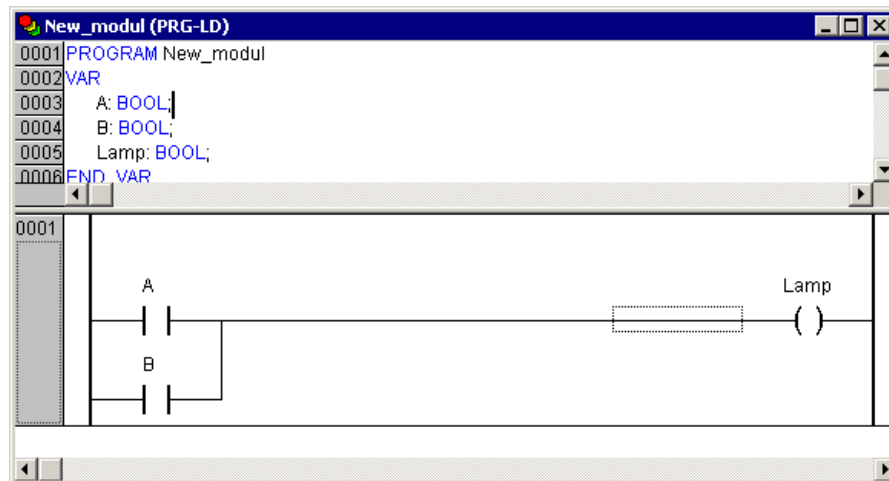 New_modul (PRG-LD)
0001 PROGRAM New_modul
0002 VAR
0003 A: BOOL;
0004 B: BOOL;
0005 Lamp: BOOL;
0006 END_VAR
0001
A
Lamp
B